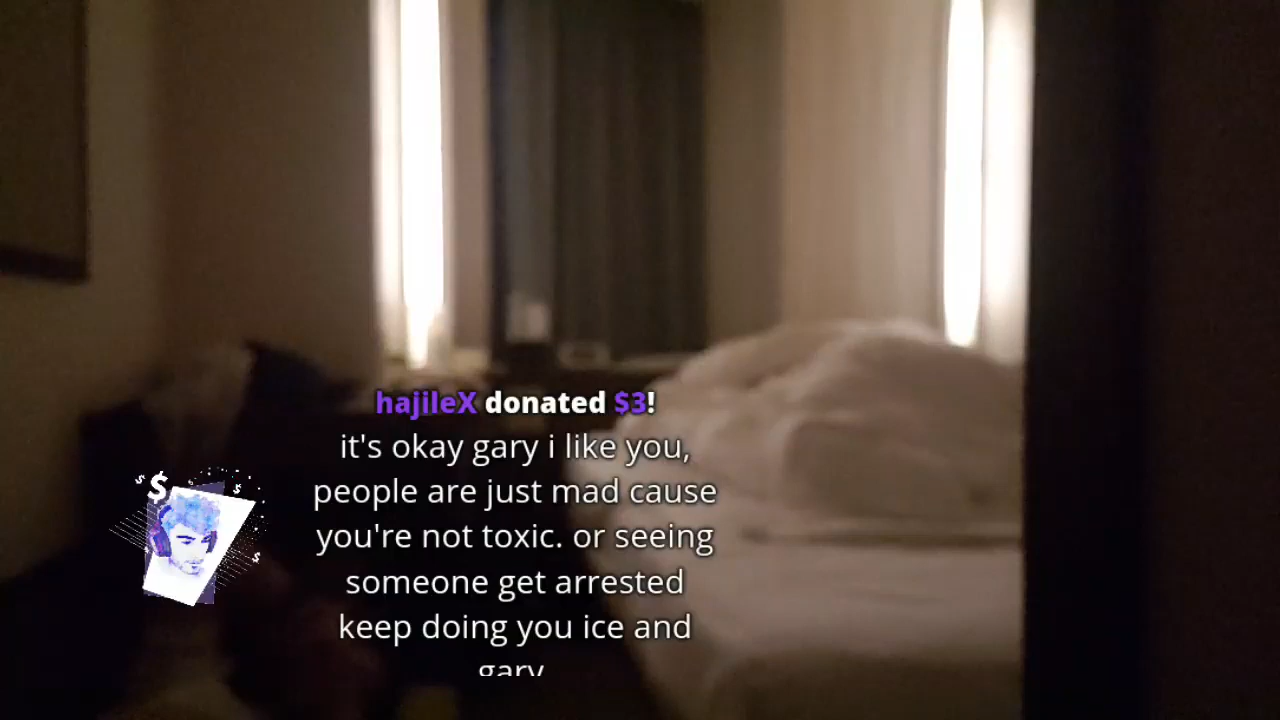 hajileX donated $3!
it's okay gary i like you,
people are just mad cause
you're not toxic. or seeing
someone get arrested
keep doing you ice and
gary